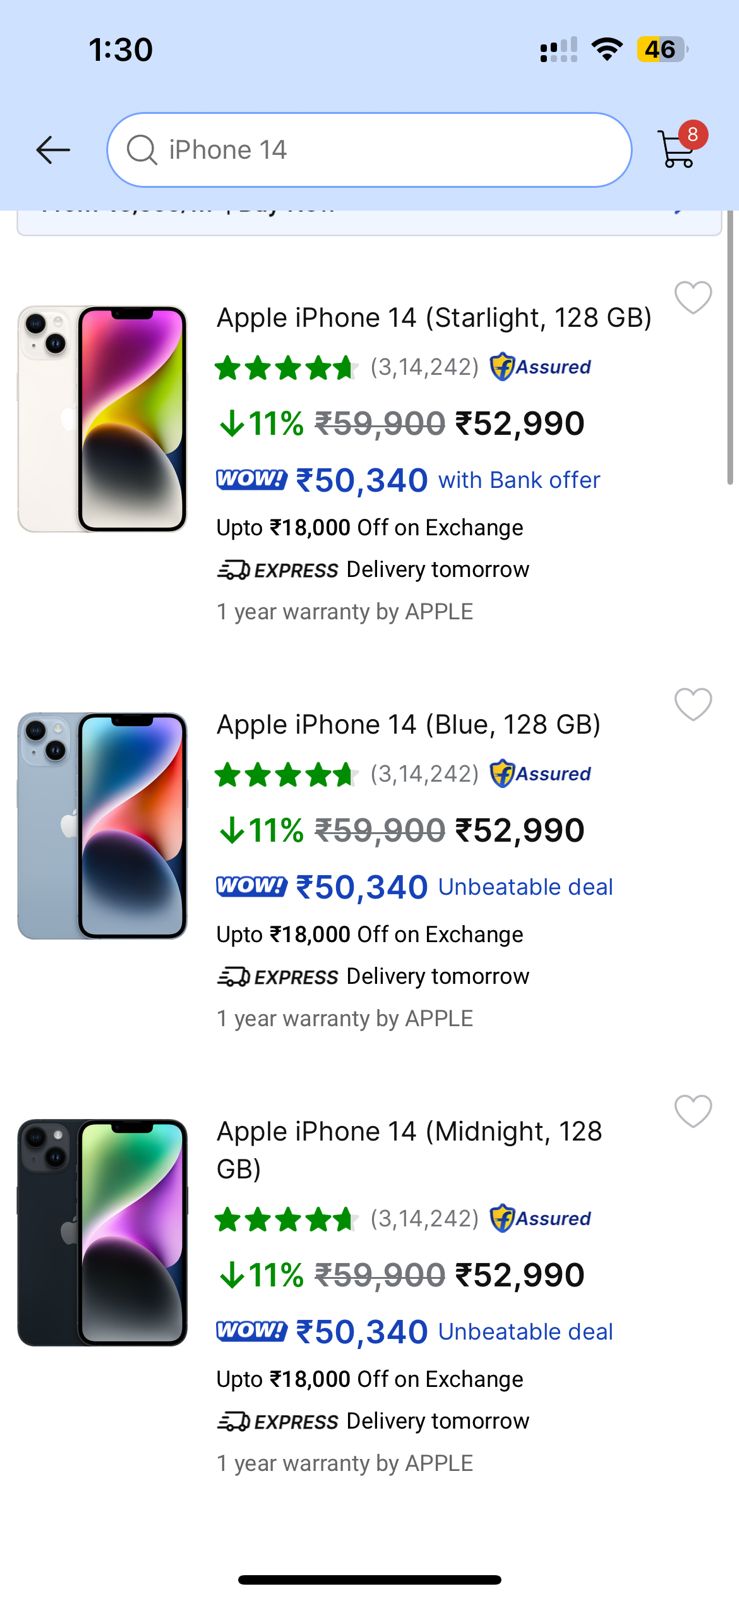 1:30
46
iPhone 14
8
Apple iPhone 14 (Starlight, 128 GB)
(3,14,242) Assured
↓11% ₹59,900 ₹52,990
WOW! ₹50,340 with Bank offer
Upto ₹18,000 Off on Exchange
EXPRESS Delivery tomorrow
1 year warranty by APPLE
Apple iPhone 14 (Blue, 128 GB)
(3,14,242) Assured
↓11% ₹59,900 ₹52,990
WOW! ₹50,340 Unbeatable deal
Upto ₹18,000 Off on Exchange
EXPRESS Delivery tomorrow
1 year warranty by APPLE
Apple iPhone 14 (Midnight, 128
GB)
(3,14,242) Assured
↓11% ₹59,900 ₹52,990
WOW! ₹50,340 Unbeatable deal
Upto ₹18,000 Off on Exchange
EXPRESS Delivery tomorrow
1 year warranty by APPLE